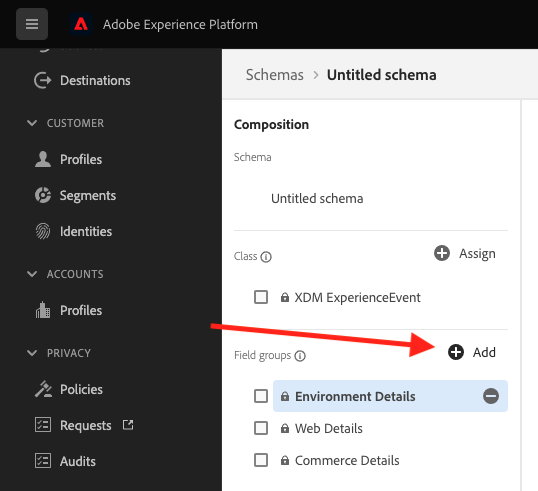 Adobe Experience Platform
Destinations
CUSTOMER
Profiles
Segments
Identities
ACCOUNTS
Profiles
PRIVACY
Policies
Requests
Audits
Schemas > Untitled schema
Composition
Schema
Untitled schema
Class
Assign
XDM ExperienceEvent
Field groups
Add
Environment Details
Web Details
Commerce Details